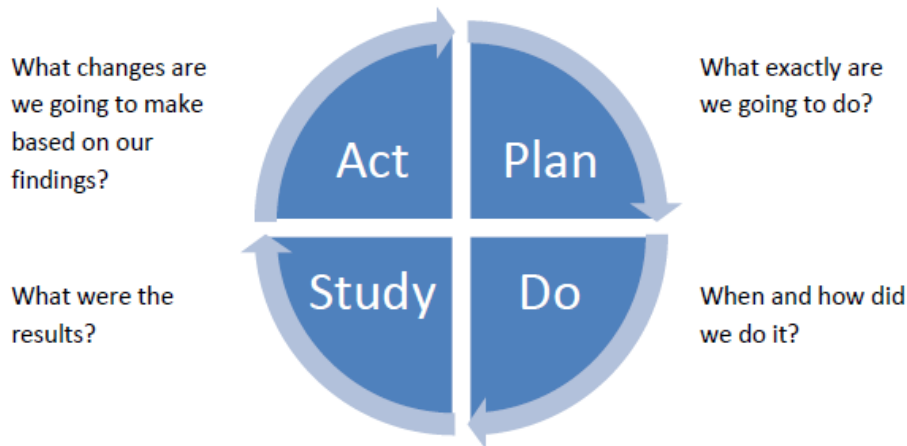 What changes are
we going to make
based on our
findings?
Act
Plan
What exactly are
we going to do?
What were the
results?
Study
Do
When and how did
we do it?